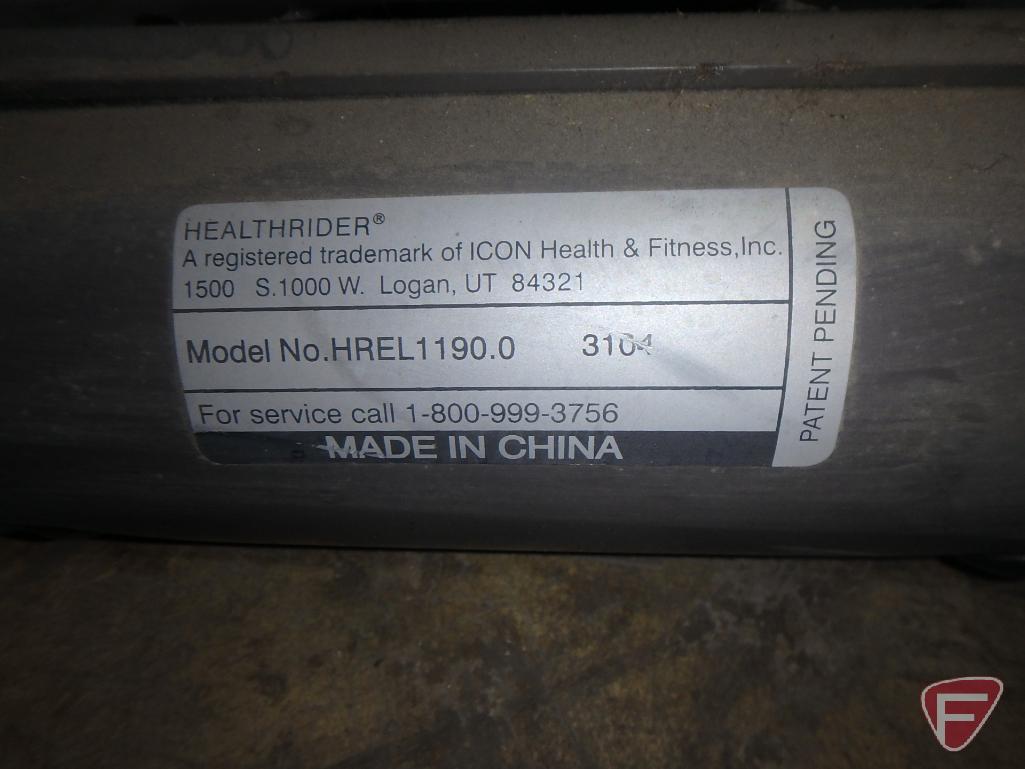 HEALTHRIDER®
A registered trademark of ICON Health & Fitness,Inc.
1500 S.1000 W. Logan, UT 84321
Model No.HREL1190.0 3104
For service call 1-800-999-3756
MADE IN CHINA
PATENT PENDING
F